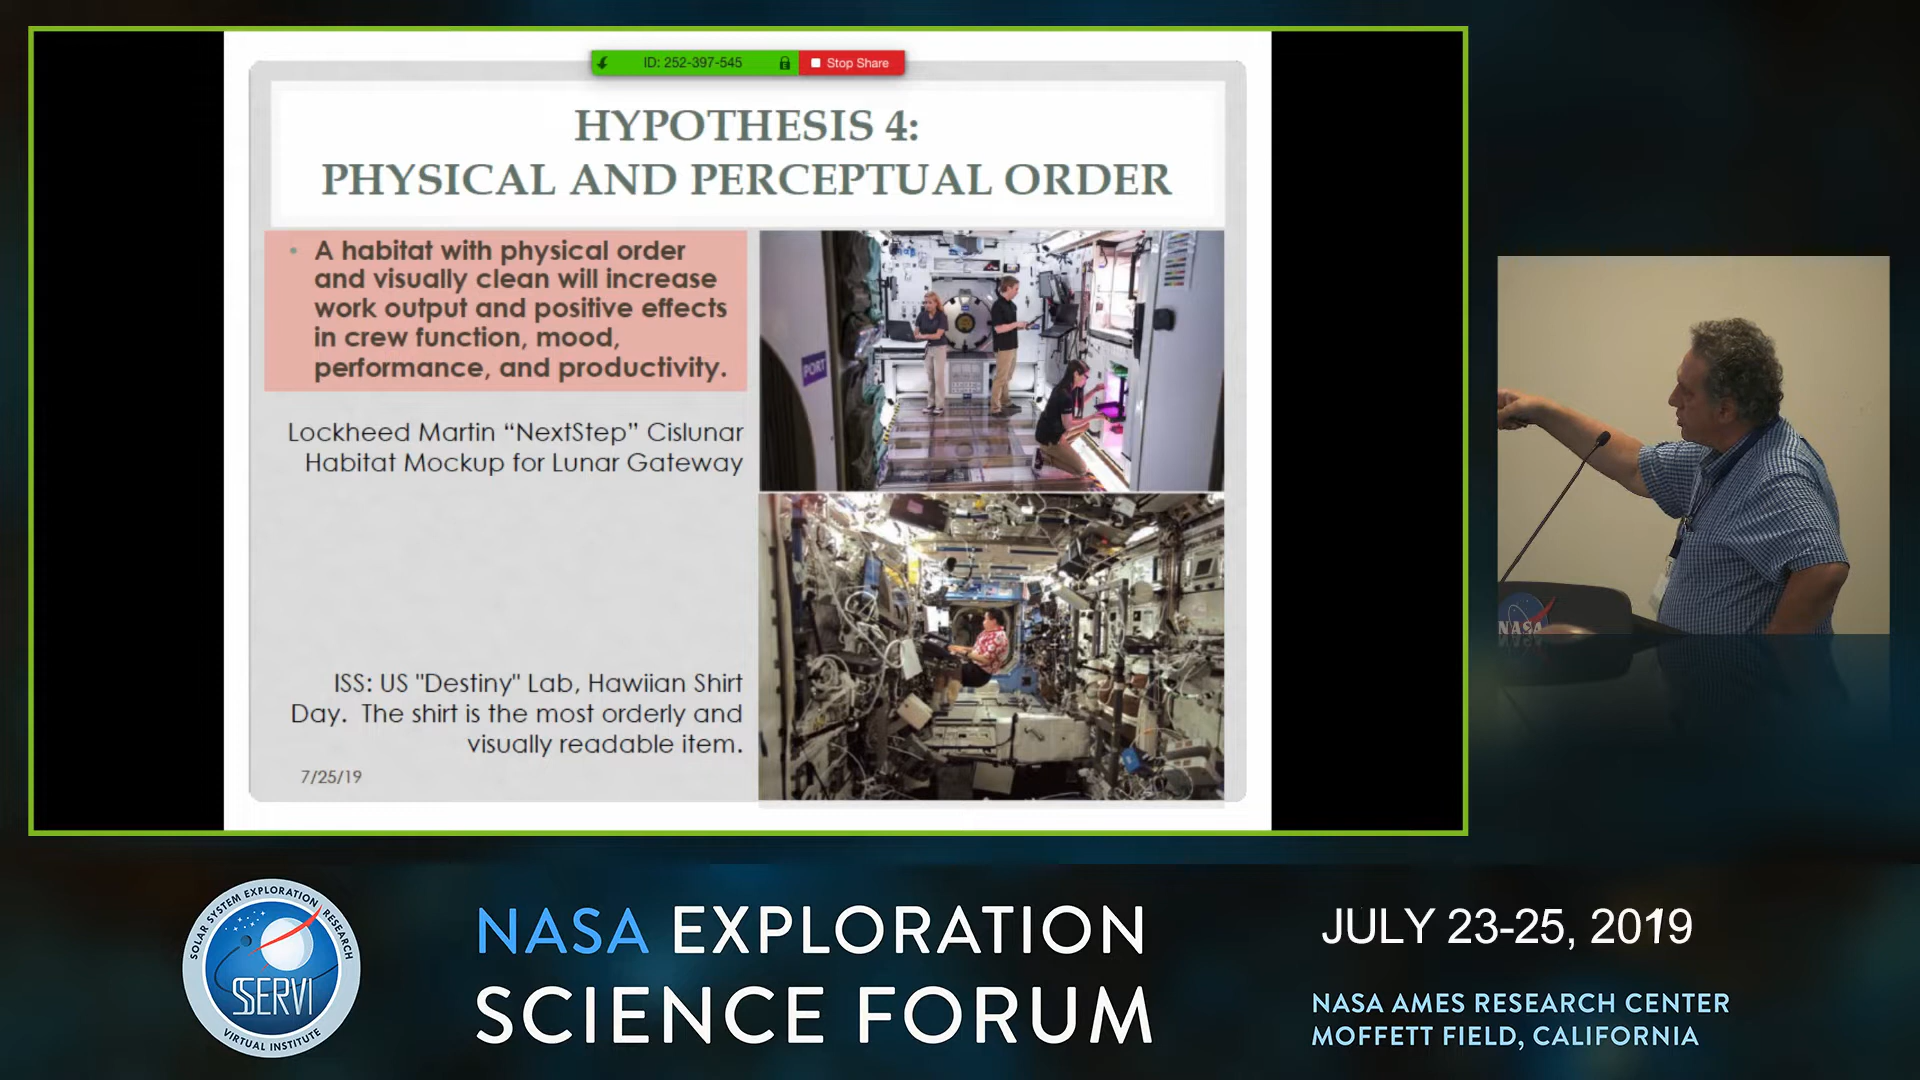 ID: 252-397-545
Stop Share
HYPOTHESIS 4:
PHYSICAL AND PERCEPTUAL ORDER
• A habitat with physical order
and visually clean will increase
work output and positive effects
in crew function, mood,
performance, and productivity.
Lockheed Martin “NextStep” Cislunar
Habitat Mockup for Lunar Gateway
PORT
ISS: US "Destiny" Lab, Hawiian Shirt
Day. The shirt is the most orderly and
visually readable item.
7/25/19
NASA
SOLAR SYSTEM EXPLORATION RESEARCH
SSERVI
VIRTUAL INSTITUTE
NASA EXPLORATION
SCIENCE FORUM
JULY 23-25, 2019
NASA AMES RESEARCH CENTER
MOFFETT FIELD, CALIFORNIA